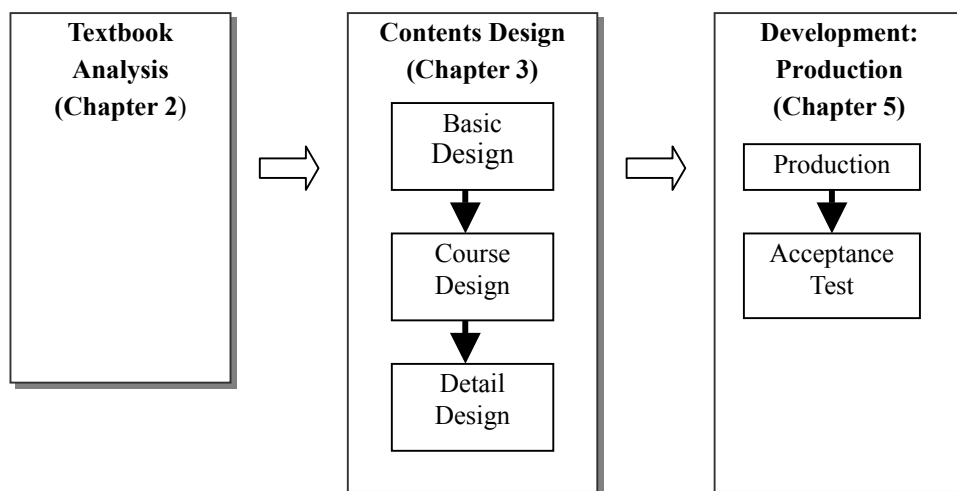 Textbook
Analysis
(Chapter 2)
Contents Design
(Chapter 3)
Basic
Design
Course
Design
Detail
Design
Development:
Production
(Chapter 5)
Production
Acceptance
Test